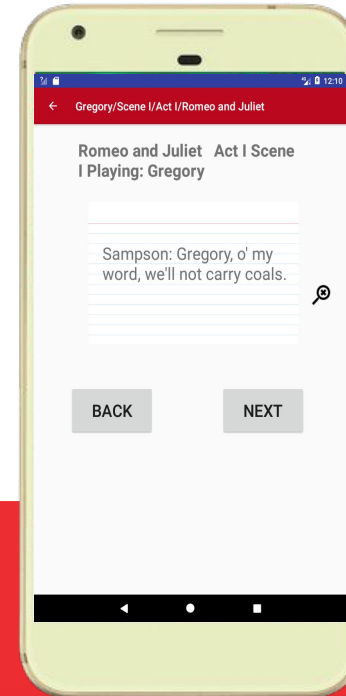 12:10
Gregory/Scene I/Act I/Romeo and Juliet
Romeo and Juliet   Act I Scene
I Playing: Gregory
Sampson: Gregory, o' my
word, we'll not carry coals.
BACK
NEXT